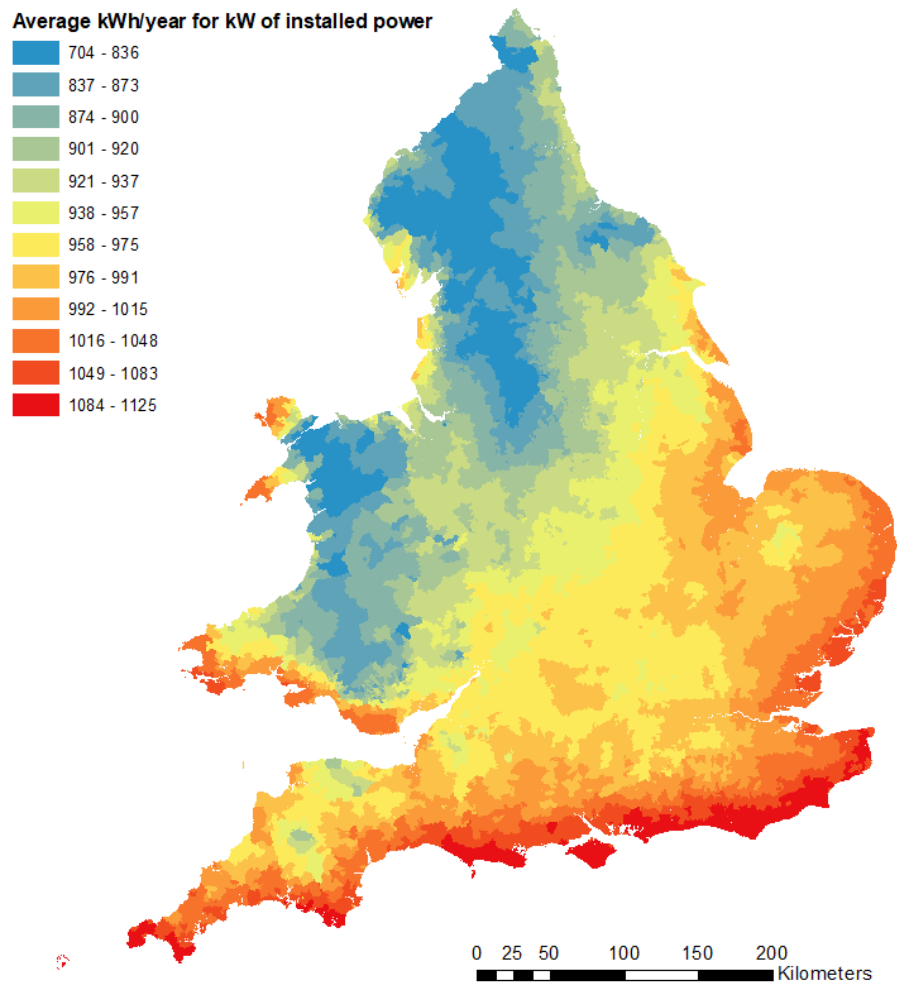 Average kWh/year for kW of installed power
704 - 836
837 - 873
874 - 900
901 - 920
921 - 937
938 - 957
958 - 975
976 - 991
992 - 1015
1016 - 1048
1049 - 1083
1084 - 1125
0 25 50 100 150 200
Kilometers